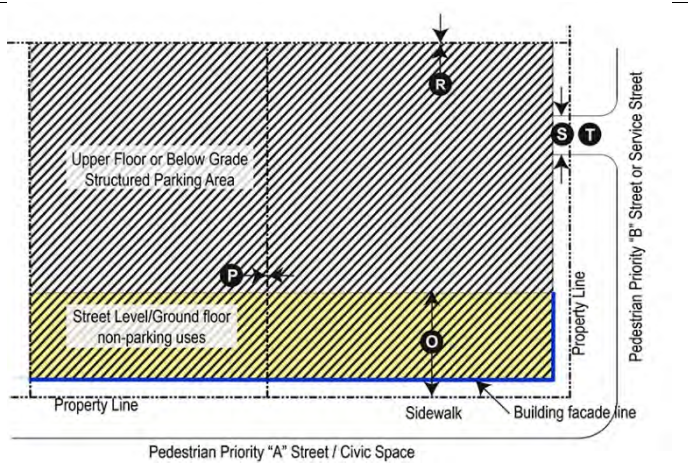 R
S T
Upper Floor or Below Grade
Structured Parking Area
P
Street Level/Ground floor
non-parking uses
O
Property Line
Pedestrian Priority "B" Street or Service Street
Property Line
Sidewalk
Building facade line
Pedestrian Priority "A" Street / Civic Space